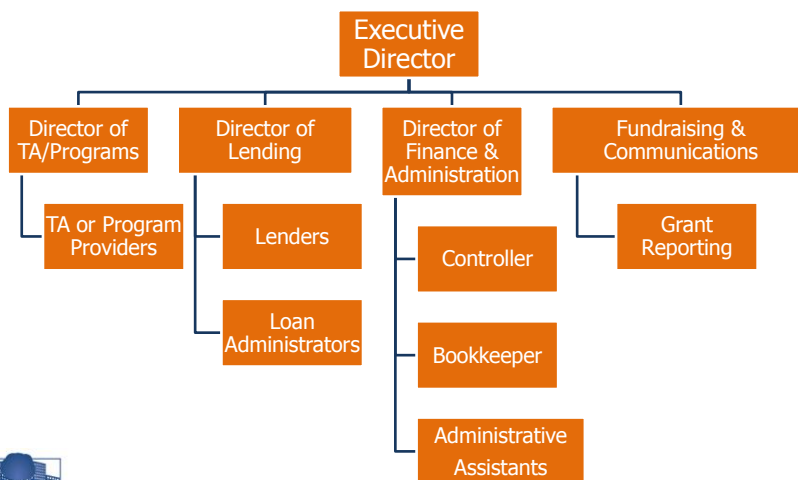 Executive
Director
Director of
TA/Programs
Director of
Lending
Director of
Finance &
Administration
Fundraising &
Communications
TA or Program
Providers
Lenders
Loan
Administrators
Controller
Bookkeeper
Administrative
Assistants
Grant
Reporting